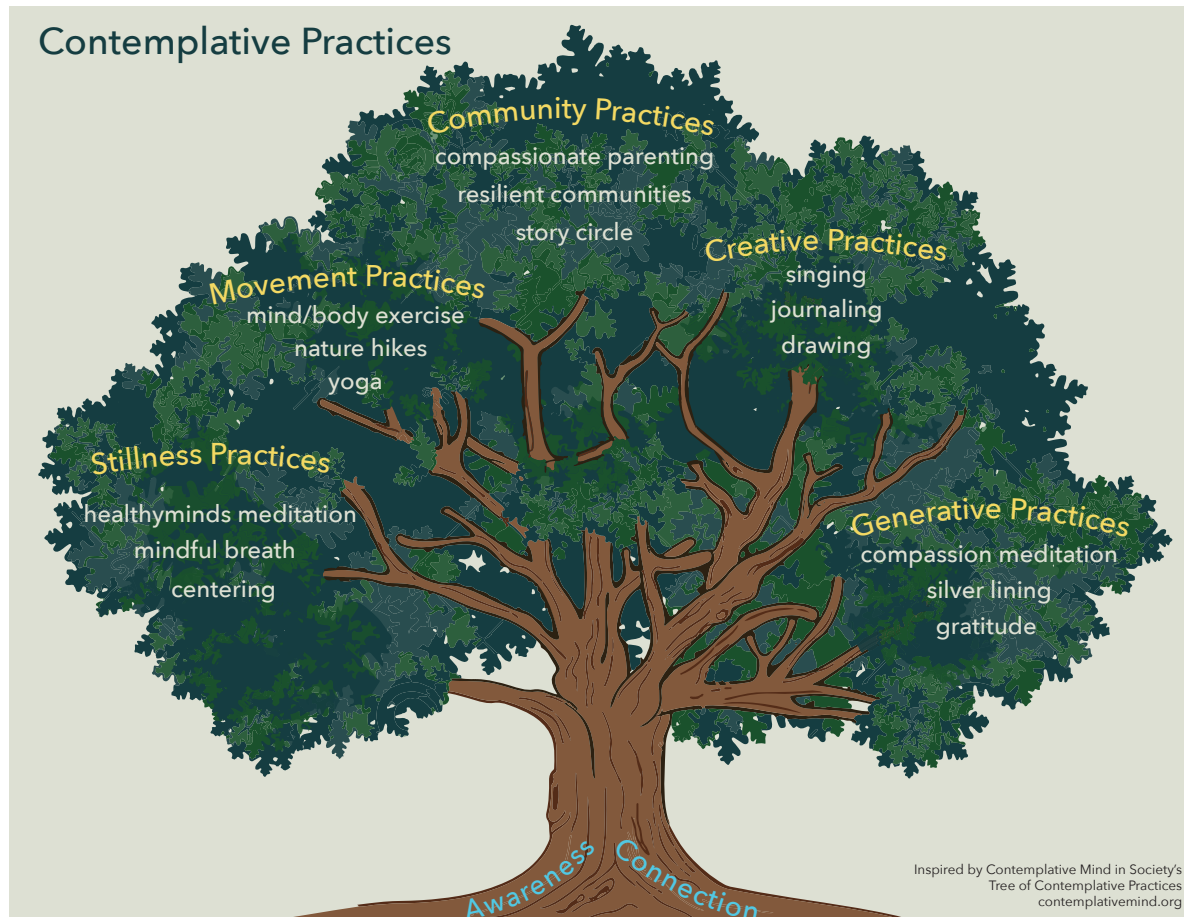 Contemplative Practices
Community Practices
compassionate parenting
resilient communities
story circle
Creative Practices
singing
journaling
drawing
Movement Practices
mind/body exercise
nature hikes
yoga
Stillness Practices
healthyminds meditation
mindful breath
centering
Generative Practices
compassion meditation
silver lining
gratitude
Awareness
Connection
Inspired by Contemplative Mind in Society's
Tree of Contemplative Practices
contemplativemind.org